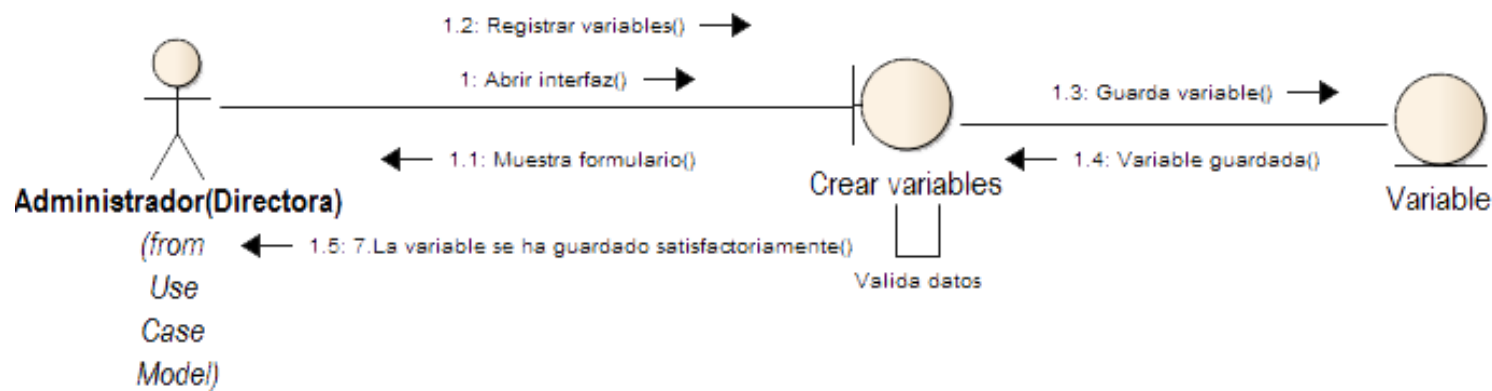 1.2: Registrar variables()
1: Abrir interfaz()
1.3: Guarda variable()
1.1: Muestra formulario()
1.4: Variable guardada()
Crear variables
Variable
Administrador(Directora)
(from
Use
Case
Model)
1.5: 7.La variable se ha guardado satisfactoriamente()
Valida datos